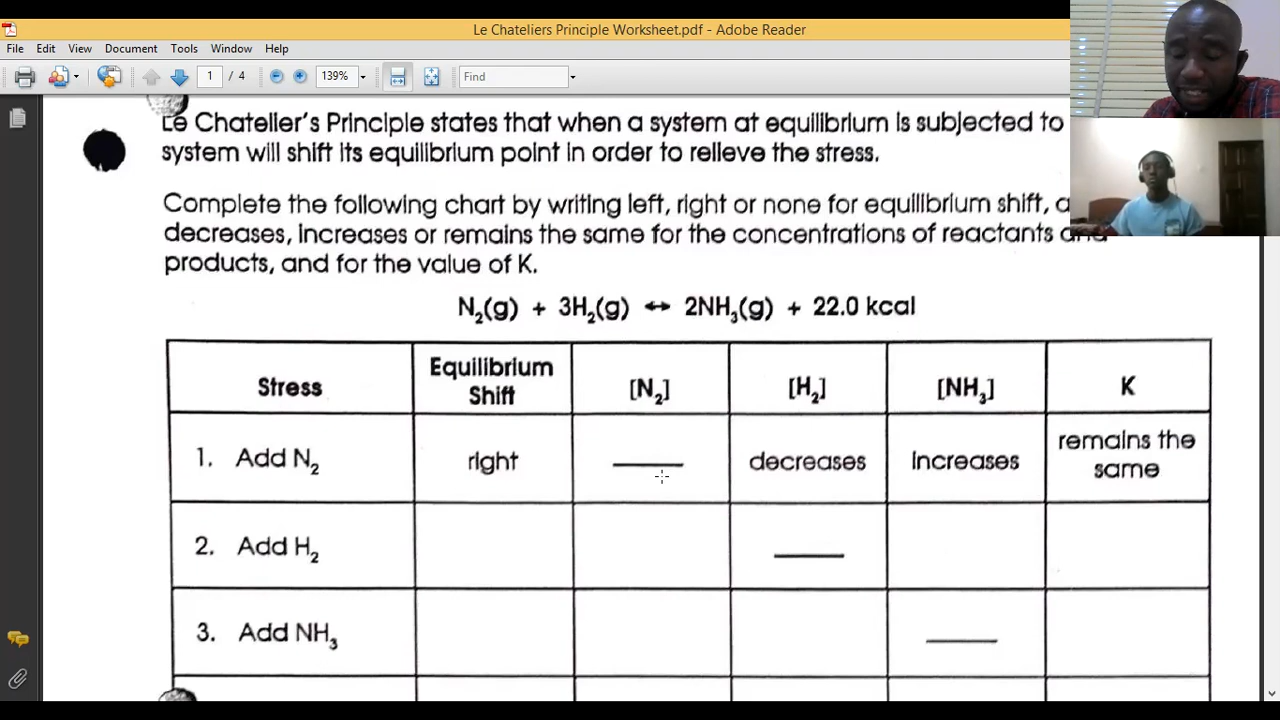 Le Chateliers Principle Worksheet.pdf - Adobe Reader
File Edit View Document Tools Window Help
1 / 4 139% Find
Le Chatelier's Principle states that when a system at equilibrium is subjected to
system will shift its equilibrium point in order to relieve the stress.
Complete the following chart by writing left, right or none for equilibrium shift, a
decreases, increases or remains the same for the concentrations of reactants and
products, and for the value of K.
N₂(g) + 3H₂(g) ↔ 2NH₃(g) + 22.0 kcal
Stress Equilibrium Shift [N₂] [H₂] [NH₃] K
1. Add N₂ right decreases increases remains the same
2. Add H₂
3. Add NH₃